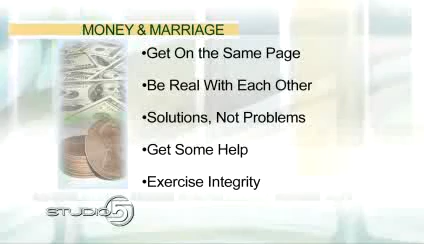 MONEY & MARRIAGE
•Get On the Same Page
•Be Real With Each Other
•Solutions, Not Problems
•Get Some Help
•Exercise Integrity
STUDIO 5